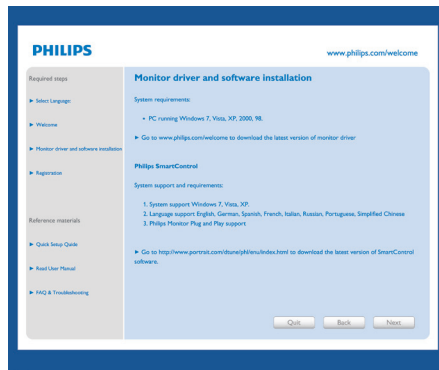 PHILIPS
www.philips.com/welcome
Required steps
Select Language:
Welcome
Monitor driver and software installation
Registration
Reference materials
Quick Setup Quide
Read User Manual
FAQ & Troubleshooting
Monitor driver and software installation
System requirements:
• PC running Windows 7, Vista, XP, 2000, 98.
Go to www.philips.com/welcome to download the latest version of monitor driver
Philips SmartControl
System support and requirements:
1. System support Windows 7, Vista, XP.
2. Language support English, German, Spanish, French, Italian, Russian, Portuguese, Simplified Chinese
3. Philips Monitor Plug and Play support
Go to http://www.portrait.com/dtune/phl/enu/index.html to download the latest version of SmartControl
software.
Quit
Back
Next